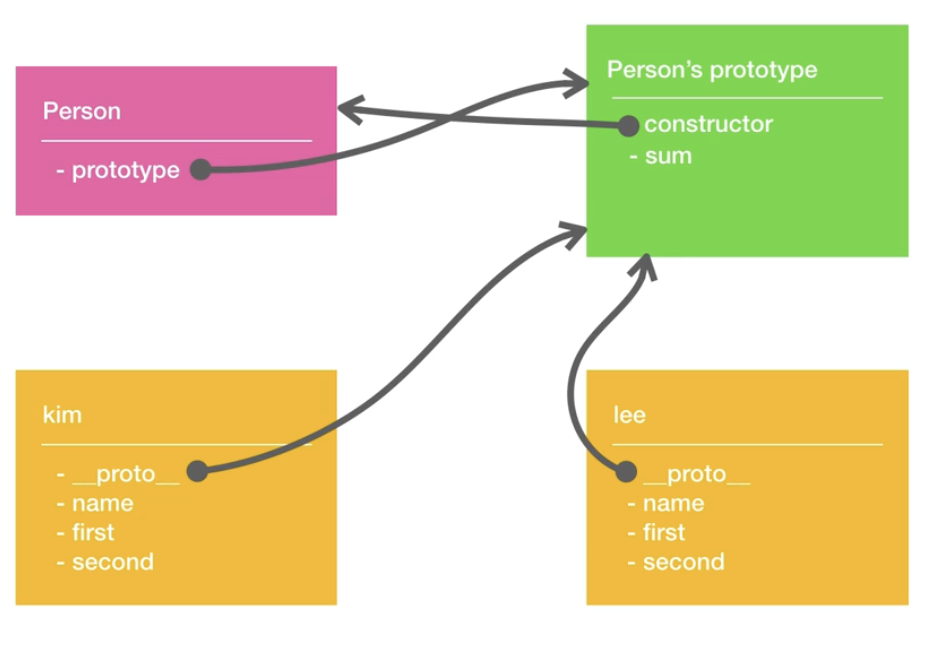 Person
- prototype
Person’s prototype
constructor
- sum
kim
- __proto__
- name
- first
- second
lee
__proto__
- name
- first
- second